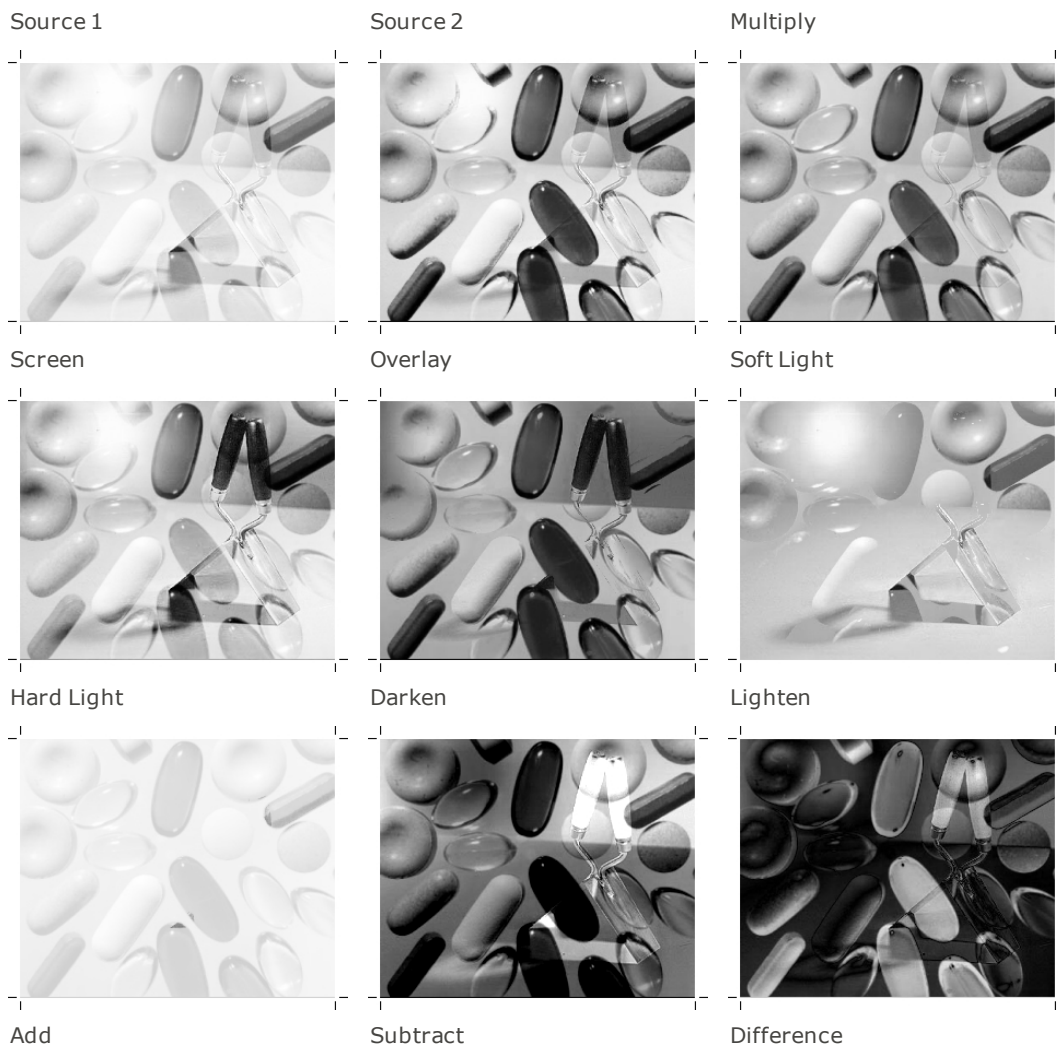 Source 1
Source 2
Multiply
Screen
Overlay
Soft Light
Hard Light
Darken
Lighten
Add
Subtract
Difference